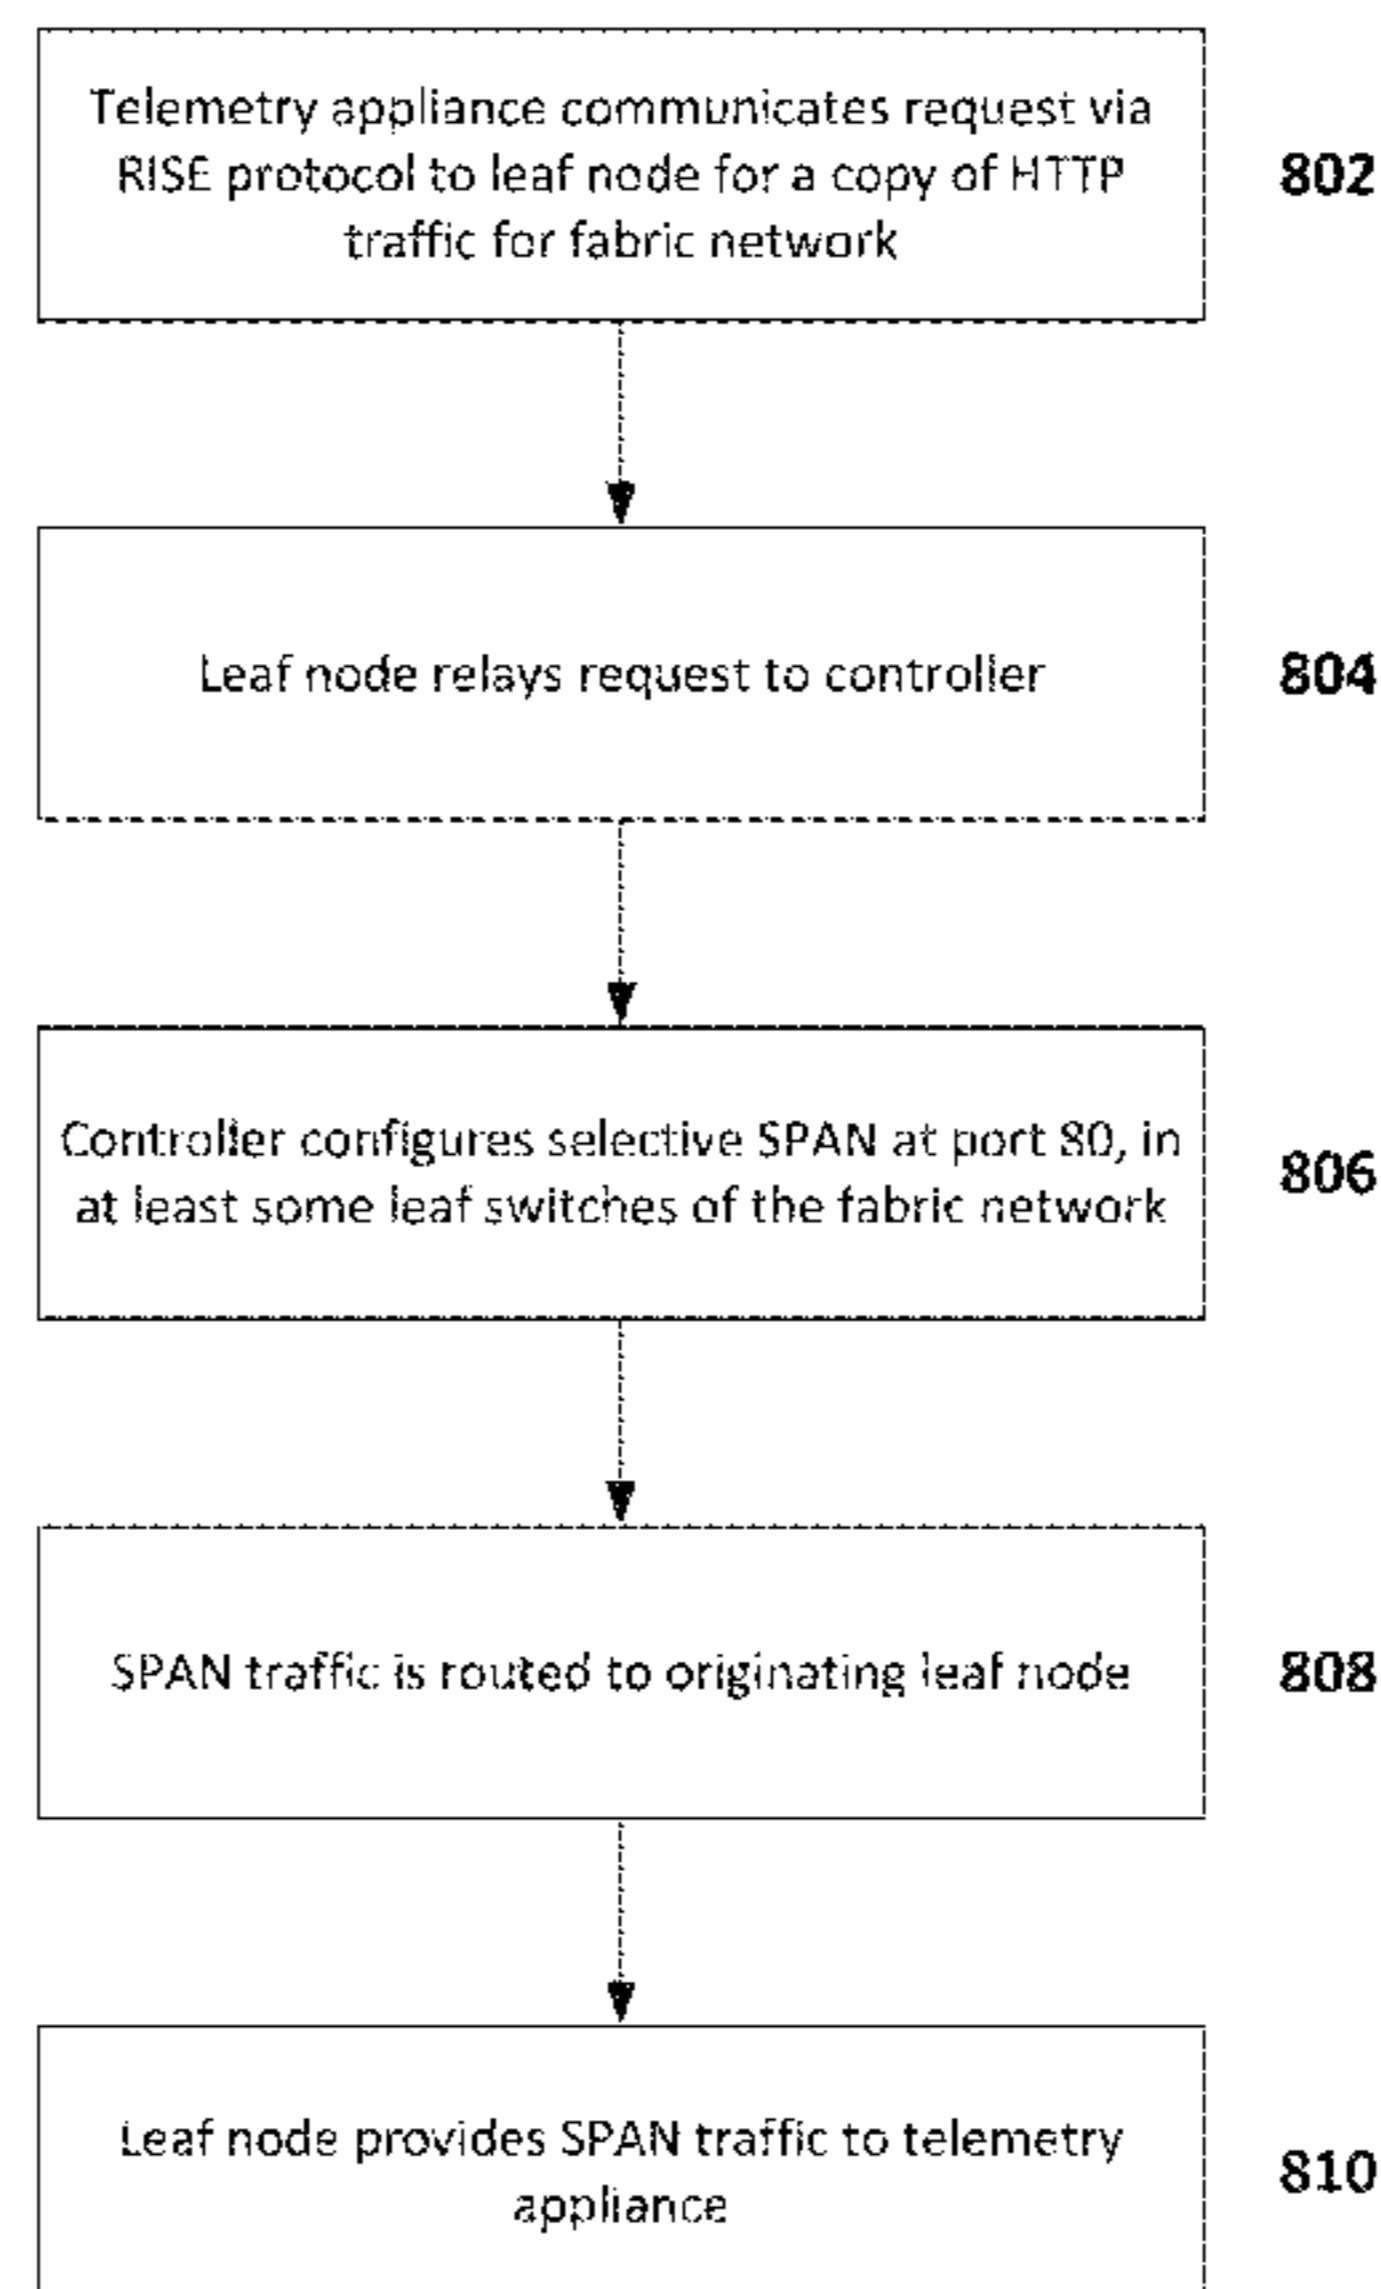 Telemetry appliance communicates request via
RISE protocol to leaf node for a copy of HTTP
traffic for fabric network
802
Leaf node relays request to controller
804
Controller configures selective SPAN at port 80, in
at least some leaf switches of the fabric network
806
SPAN traffic is routed to originating leaf node
808
Leaf node provides SPAN traffic to telemetry
appliance
810